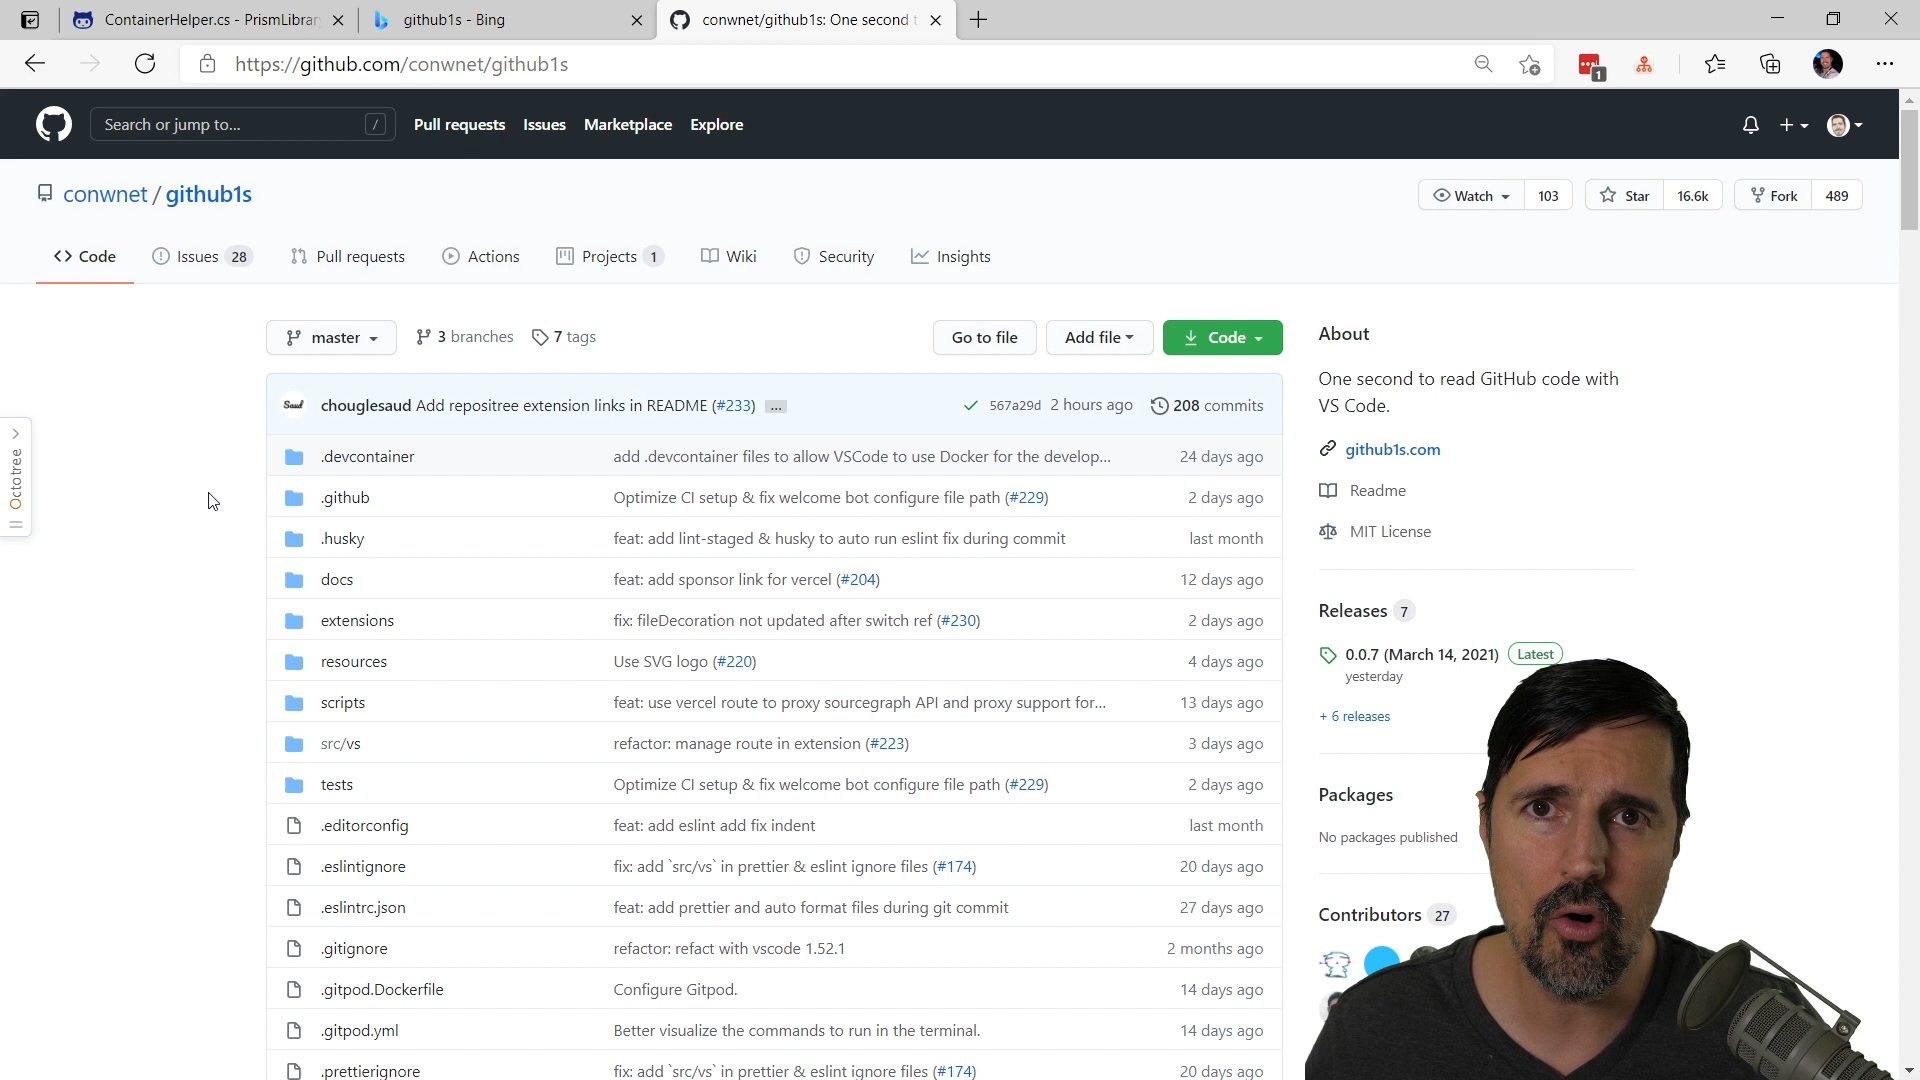 ContainerHelper.cs - PrismLibrar
github1s - Bing
conwnet/github1s: One second t
https://github.com/conwnet/github1s
1
Search or jump to...
/
Pull requests
Issues
Marketplace
Explore
conwnet / github1s
Watch 103
Star 16.6k
Fork 489
Code
Issues 28
Pull requests
Actions
Projects 1
Wiki
Security
Insights
master
3 branches
7 tags
Go to file
Add file
Code
chouglesaud Add repositree extension links in README (#233) ...
567a29d 2 hours ago
208 commits
.devcontainer add .devcontainer files to allow VSCode to use Docker for the develop... 24 days ago
.github Optimize CI setup & fix welcome bot configure file path (#229) 2 days ago
.husky feat: add lint-staged & husky to auto run eslint fix during commit last month
docs feat: add sponsor link for vercel (#204) 12 days ago
extensions fix: fileDecoration not updated after switch ref (#230) 2 days ago
resources Use SVG logo (#220) 4 days ago
scripts feat: use vercel route to proxy sourcegraph API and proxy support for... 13 days ago
src/vs refactor: manage route in extension (#223) 3 days ago
tests Optimize CI setup & fix welcome bot configure file path (#229) 2 days ago
.editorconfig feat: add eslint add fix indent last month
.eslintignore fix: add `src/vs` in prettier & eslint ignore files (#174) 20 days ago
.eslintrc.json feat: add prettier and auto format files during git commit 27 days ago
.gitignore refactor: refact with vscode 1.52.1 2 months ago
.gitpod.Dockerfile Configure Gitpod. 14 days ago
.gitpod.yml Better visualize the commands to run in the terminal. 14 days ago
.prettierignore fix: add `src/vs` in prettier & eslint ignore files (#174) 20 days ago
Octotree
About
One second to read GitHub code with
VS Code.
github1s.com
Readme
MIT License
Releases 7
0.0.7 (March 14, 2021) Latest
yesterday
+ 6 releases
Packages
No packages published
Contributors 27